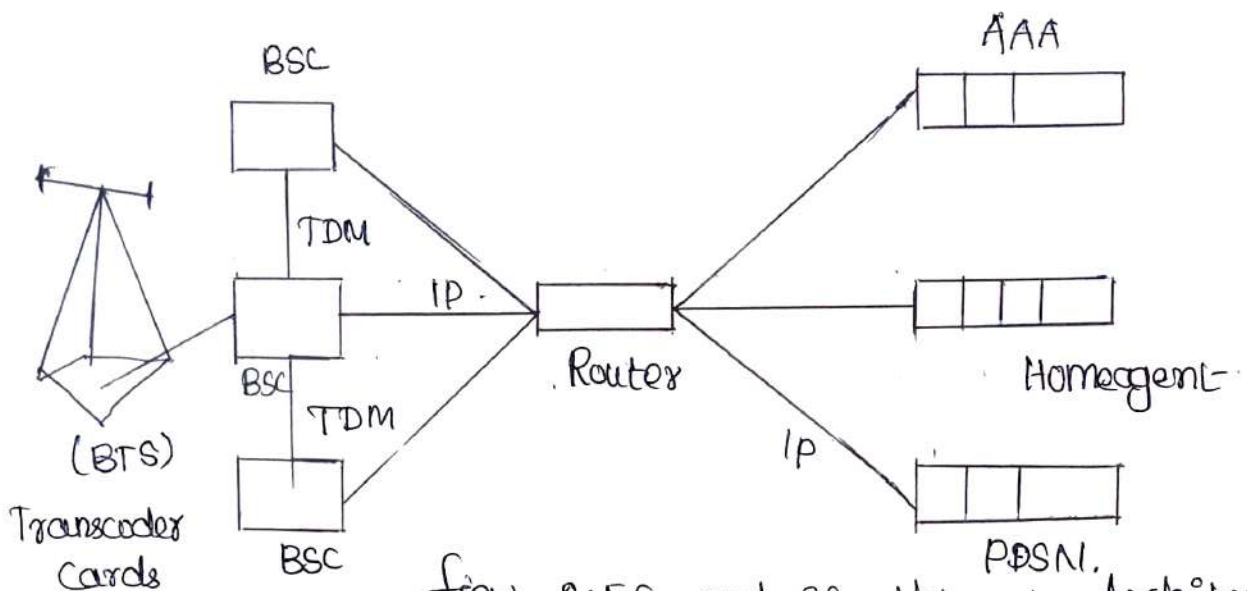 AAA
BSC
TDM
IP.
BSC
Router
Homeagent
TDM
IP
(BTS)
Transcoder
Cards
BSC
PDSN.